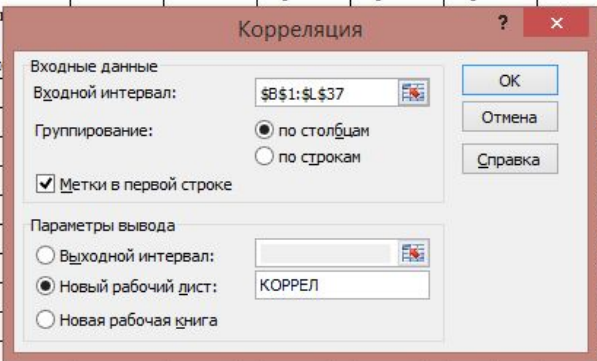 Корреляция
? ×
Входные данные
Входной интервал: $B$1:$L$37
Группирование: по столбцам
по строкам
Метки в первой строке
Параметры вывода
Выходной интервал:
Новый рабочий лист: КОРРЕЛ
Новая рабочая книга
ОК
Отмена
Справка